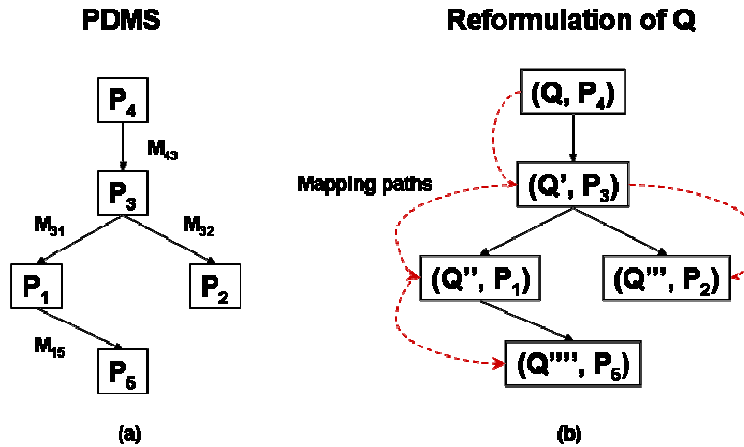 PDMS
P4
M43
P3
M31
M32
P1
P2
M15
P5
(a)
Reformulation of Q
(Q, P4)
Mapping paths
(Q', P3)
(Q'', P1)
(Q''', P2)
(Q'''', P5)
(b)